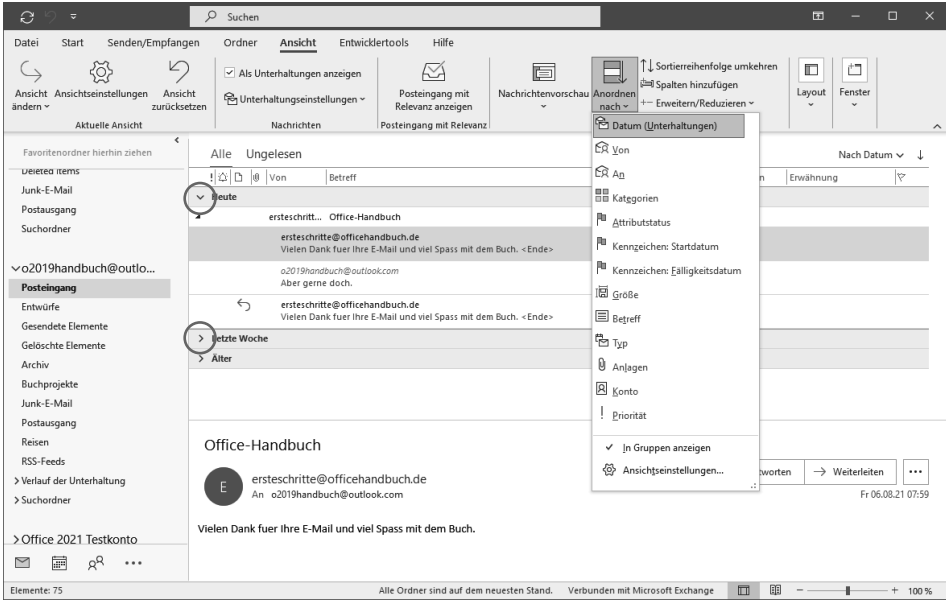 Suchen
Datei Start Senden/Empfangen Ordner Ansicht Entwicklertools Hilfe
Ansicht ändern
Ansichtseinstellungen
Ansicht zurücksetzen
Aktuelle Ansicht
Als Unterhaltungen anzeigen
Unterhaltungseinstellungen
Nachrichten
Posteingang mit Relevanz anzeigen
Posteingang mit Relevanz
Nachrichtenvorschau
Anordnen nach
Sortierreihenfolge umkehren
Spalten hinzufügen
Erweitern/Reduzieren
Layout
Fenster
Datum (Unterhaltungen)
Von
An
Kategorien
Attributstatus
Kennzeichen: Startdatum
Kennzeichen: Fälligkeitsdatum
Größe
Betreff
Typ
Anlagen
Konto
Priorität
In Gruppen anzeigen
Ansichtseinstellungen...
Favoritenordner hierhin ziehen
Deleted Items
Junk-E-Mail
Postausgang
Suchordner
o2019handbuch@outlo...
Posteingang
Entwürfe
Gesendete Elemente
Gelöschte Elemente
Archiv
Buchprojekte
Junk-E-Mail
Postausgang
Reisen
RSS-Feeds
Verlauf der Unterhaltung
Suchordner
Office 2021 Testkonto
Alle Ungelesen
Nach Datum
! Von Betreff n Erwähnung
Heute
ersteschritt... Office-Handbuch
ersteschritte@officehandbuch.de
Vielen Dank fuer Ihre E-Mail und viel Spass mit dem Buch. <Ende>
o2019handbuch@outlook.com
Aber gerne doch.
ersteschritte@officehandbuch.de
Vielen Dank fuer Ihre E-Mail und viel Spass mit dem Buch. <Ende>
Letzte Woche
Älter
Office-Handbuch
E
ersteschritte@officehandbuch.de
An o2019handbuch@outlook.com
worten
Weiterleiten
Fr 06.08.21 07:59
Vielen Dank fuer Ihre E-Mail und viel Spass mit dem Buch.
Elemente: 75
Alle Ordner sind auf dem neuesten Stand. Verbunden mit Microsoft Exchange
100 %